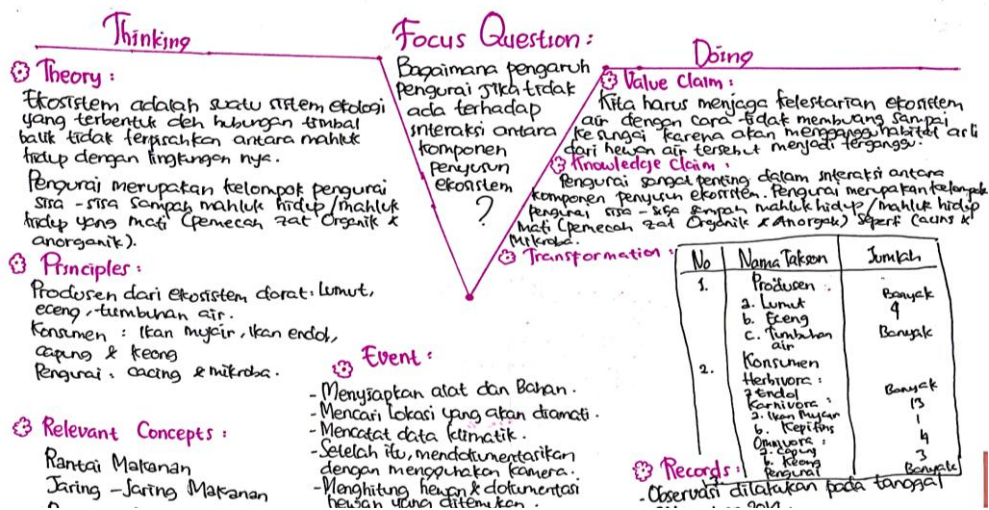 Thinking
Theory :
Ekosistem adalah suatu sistem ekologi
yang terbentuk oleh hubungan timbal
balik tidak terpisahkan antara mahluk
hidup dengan lingkungan nya.
Pengurai merupakan kelompok pengurai
sisa - sisa sampah mahluk hidup / mahluk
hidup yang mati (pemecah zat Organik &
anorganik).
Principles :
Produsen dari ekosistem darat : lumut,
eceng, tumbuhan air.
Konsumen : Ikan mujair, Ikan endol,
capung & keong
Pengurai : cacing & mikroba.
Relevant Concepts :
Rantai Makanan
Jaring - Jaring Makanan
Focus Question :
Bagaimana pengaruh
pengurai jika tidak
ada terhadap
interaksi antara
komponen
penyusun
ekosistem
?
Event :
- Menyiapkan alat dan Bahan.
- Mencari lokasi yang akan diamati.
- Mencatat data klimatik.
- Setelah itu, mendokumentasikan
dengan menggunakan kamera.
- Menghitung hewan & dokumentasi
hewan yang ditemukan.
Doing
Value Claim :
Kita harus menjaga kelestarian ekosistem
air dengan cara tidak membuang sampai
ke sungai karena akan mengganggu habitat asli
dari hewan air tersebut menjadi terganggu.
Knowledge Claim :
Pengurai sangat penting dalam interaksi antara
komponen penyusun ekosistem. Pengurai merupakan kelompok
pengurai sisa - sisa sampah mahluk hidup / mahluk hidup
Mati (pemecah zat Organik & Anorgak) seperti Cacing &
Mikroba.
Transformation :
No Nama Takson Jumlah
1. Produsen :
a. Lumut Banyak
b. Eceng 4
c. Tumbuhan Banyak
air
2. Konsumen
Herbivora :
Endol Banyak
Karnivora : 13
a. Ikan Mujair 1
b. Kepiting
Omnivora : 4
a. Capung 3
b. Keong
Pengurai Banyak
Records :
- Observasi dilakukan pada tanggal